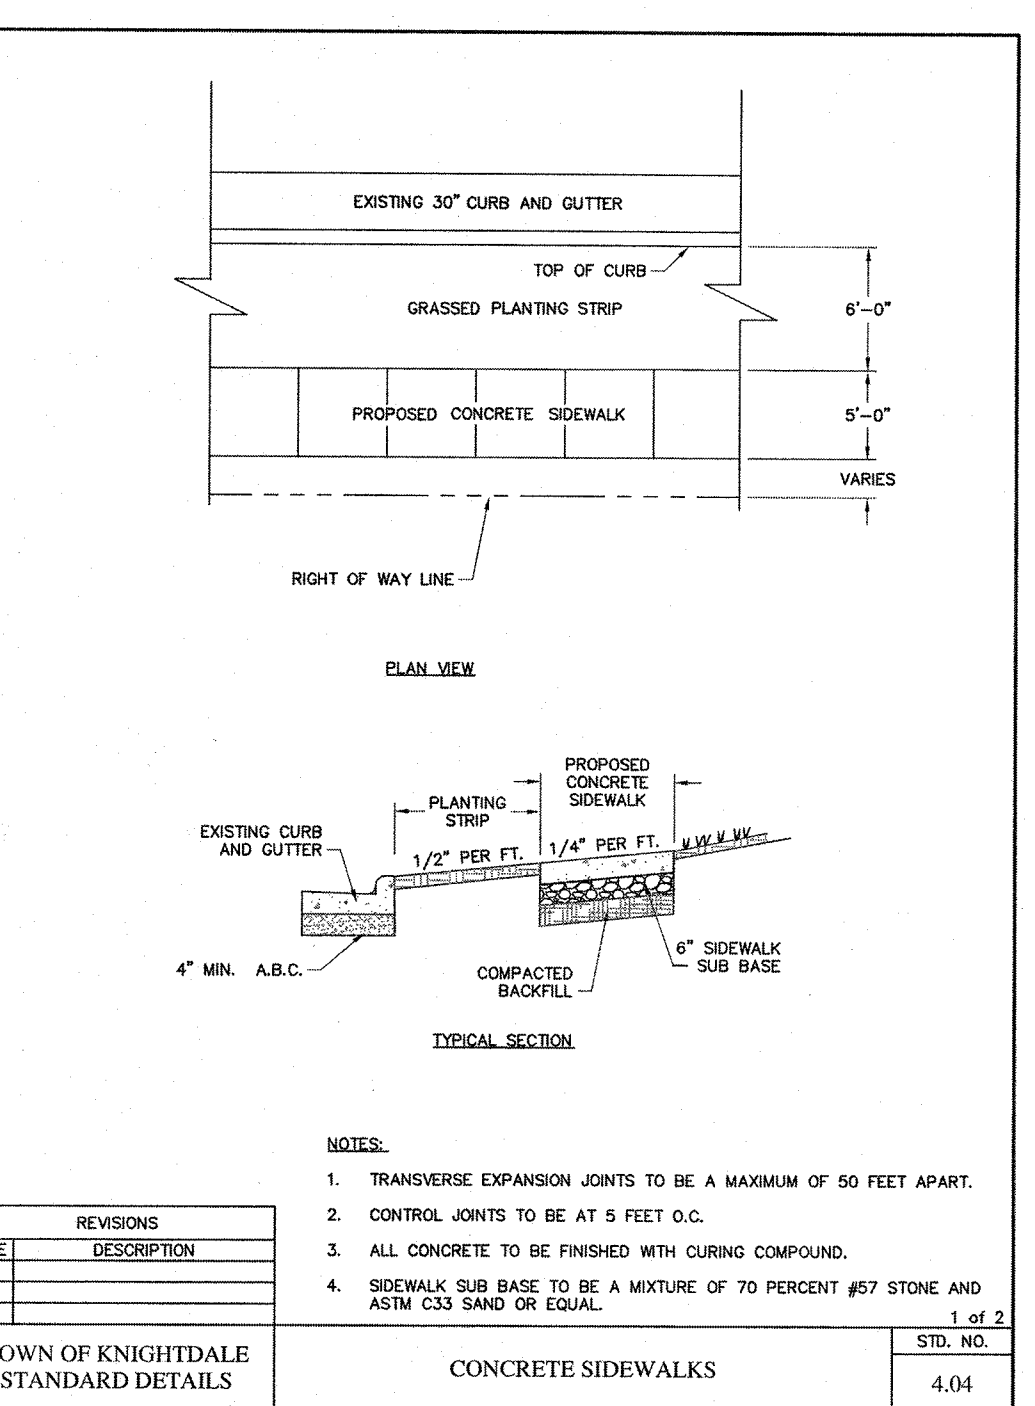 EXISTING 30" CURB AND GUTTER
TOP OF CURB
GRASSED PLANTING STRIP
6'-0"
PROPOSED CONCRETE SIDEWALK
5'-0"
VARIES
RIGHT OF WAY LINE
PLAN VIEW
PROPOSED
CONCRETE
SIDEWALK
PLANTING
STRIP
EXISTING CURB
AND GUTTER
1/2" PER FT.
1/4" PER FT.
4" MIN. A.B.C.
COMPACTED
BACKFILL
6" SIDEWALK
SUB BASE
TYPICAL SECTION
NOTES:
1. TRANSVERSE EXPANSION JOINTS TO BE A MAXIMUM OF 50 FEET APART.
2. CONTROL JOINTS TO BE AT 5 FEET O.C.
3. ALL CONCRETE TO BE FINISHED WITH CURING COMPOUND.
4. SIDEWALK SUB BASE TO BE A MIXTURE OF 70 PERCENT #57 STONE AND
ASTM C33 SAND OR EQUAL.
REVISIONS
E DESCRIPTION
1 of 2
OWN OF KNIGHTDALE
STANDARD DETAILS
CONCRETE SIDEWALKS
STD. NO.
4.04